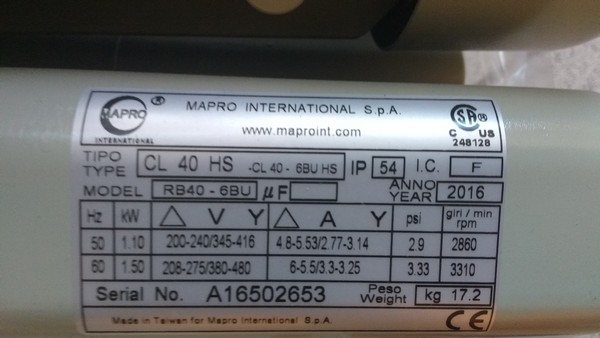 MAPRO
INTERNATIONAL
®
MAPRO INTERNATIONAL S.p.A.
www.maproint.com
SA ®
C US
248128
TIPO
TYPE
CL 40 HS -CL 40 - 6BU HS
IP 54 I.C. F
MODEL RB40 - 6BU μF
ANNO
YEAR
2016
Hz kW △ V Y △ A Y psi giri / min
rpm
50 1.10 200-240/345-416 4.8-5.53/2.77-3.14 2.9 2860
60 1.50 208-275/380-480 6-5.5/3.3-3.25 3.33 3310
Serial No. A16502653
Peso
Weight
kg 17.2
Made in Taiwan for Mapro International S.p.A.
CE